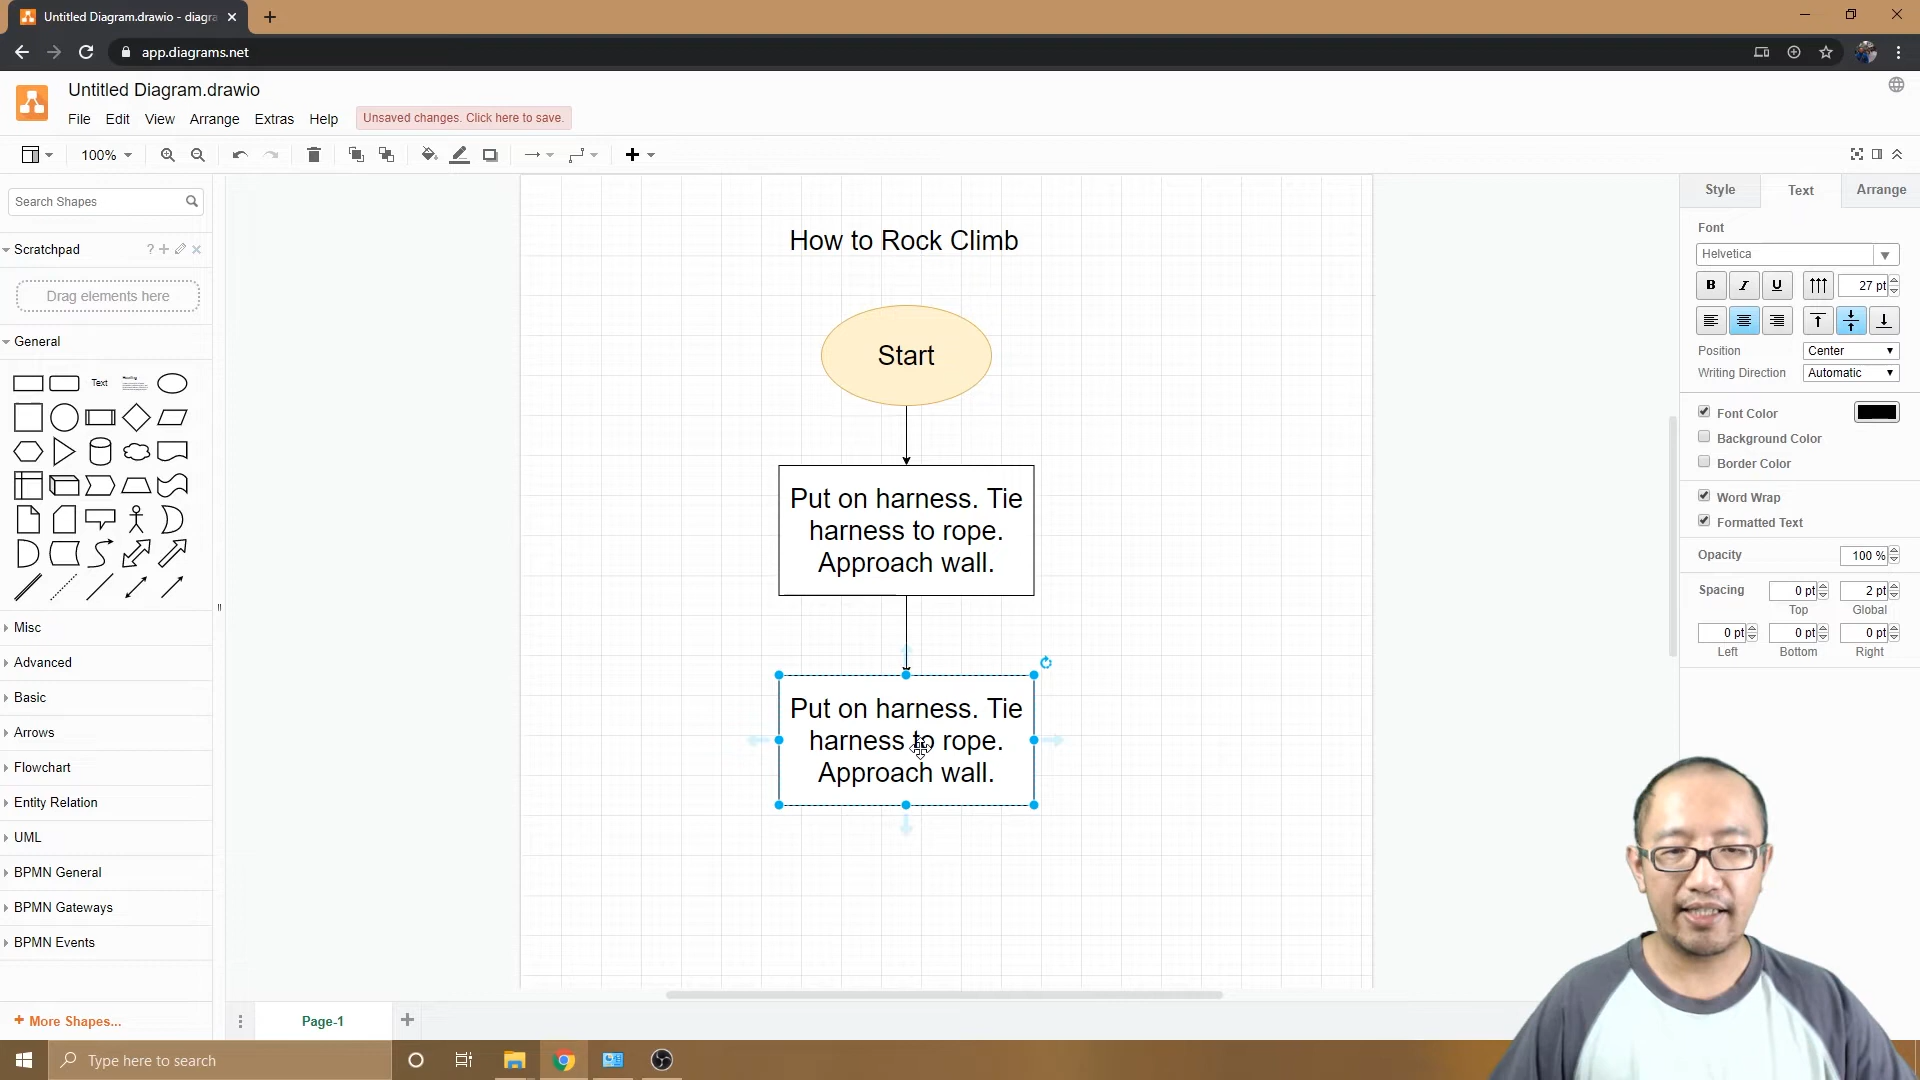 Untitled Diagram.drawio - diagra
app.diagrams.net
Untitled Diagram.drawio
File Edit View Arrange Extras Help
Unsaved changes. Click here to save.
100%
Search Shapes
Scratchpad
?
Drag elements here
General
Text
Heading
Misc
Advanced
Basic
Arrows
Flowchart
Entity Relation
UML
BPMN General
BPMN Gateways
BPMN Events
+ More Shapes...
How to Rock Climb
Start
Put on harness. Tie
harness to rope.
Approach wall.
Put on harness. Tie
harness to rope.
Approach wall.
Page-1
Style Text Arrange
Font
Helvetica
B I U 27 pt
Position Center
Writing Direction Automatic
Font Color
Background Color
Border Color
Word Wrap
Formatted Text
Opacity 100 %
Spacing 0 pt 2 pt
Top Global
0 pt 0 pt 0 pt
Left Bottom Right
Type here to search